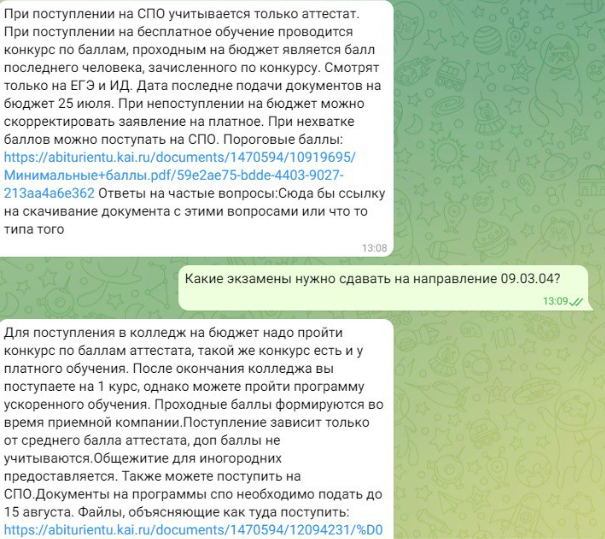 При поступлении на СПО учитывается только аттестат.
При поступлении на бесплатное обучение проводится
конкурс по баллам, проходным на бюджет является балл
последнего человека, зачисленного по конкурсу. Смотрят
только на ЕГЭ и ИД. Дата последне подачи документов на
бюджет 25 июля. При непоступлении на бюджет можно
скорректировать заявление на платное. При нехватке
баллов можно поступать на СПО. Пороговые баллы:
https://abiturientu.kai.ru/documents/1470594/10919695/
Минимальные+баллы.pdf/59e2ae75-bdde-4403-9027-
213aa4a6e362 Ответы на частые вопросы:Сюда бы ссылку
на скачивание документа с этими вопросами или что то
типа того
13:08
Какие экзамены нужно сдавать на направление 09.03.04?
13:09
Для поступления в колледж на бюджет надо пройти
конкурс по баллам аттестата, такой же конкурс есть и у
платного обучения. После окончания колледжа вы
поступаете на 1 курс, однако можете пройти программу
ускоренного обучения. Проходные баллы формируются во
время приемной компании.Поступление зависит только
от среднего балла аттестата, доп баллы не
учитываются.Общежитие для иногородних
предоставляется. Также можете поступить на
СПО.Документы на программы спо необходимо подать до
15 августа. Файлы, объясняющие как туда поступить:
https://abiturientu.kai.ru/documents/1470594/12094231/%D0